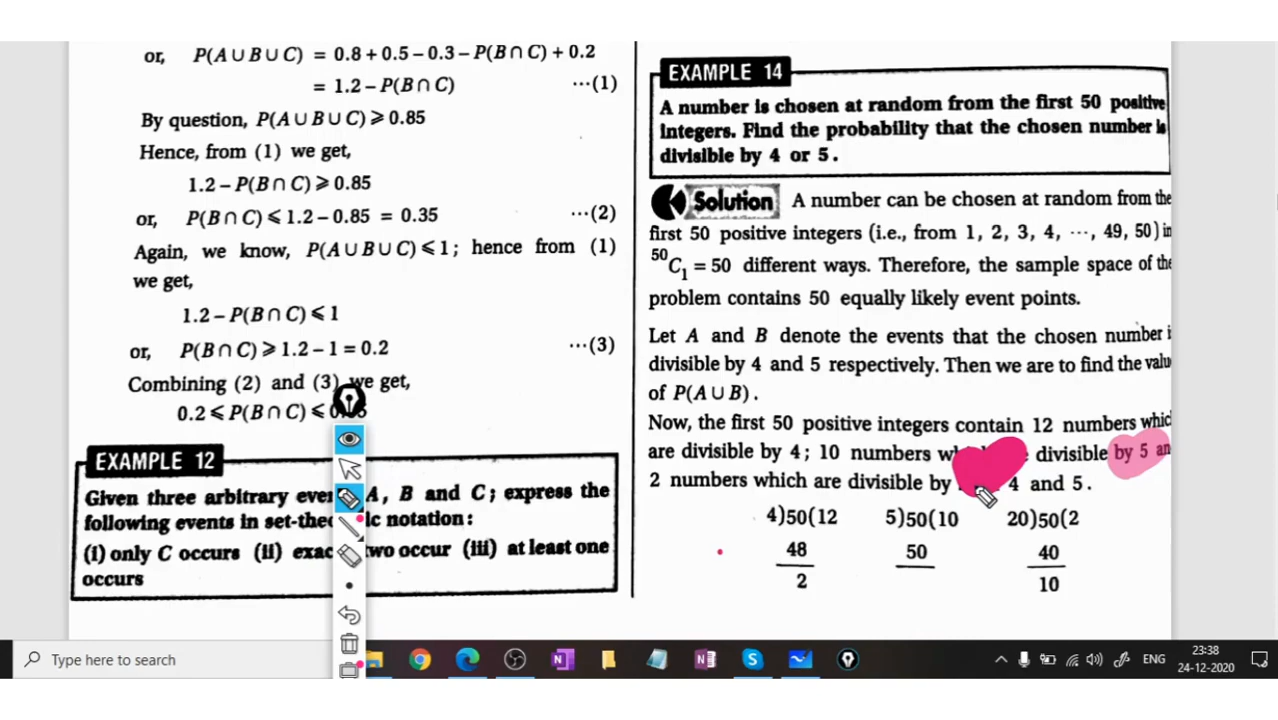 or, P(A∪B∪C) = 0.8+0.5−0.3−P(B∩C)+0.2
= 1.2−P(B∩C) ···(1)
By question, P(A∪B∪C)⩾0.85
Hence, from (1) we get,
1.2−P(B∩C)⩾0.85
or, P(B∩C)⩽1.2−0.85 = 0.35 ···(2)
Again, we know, P(A∪B∪C)⩽1; hence from (1)
we get,
1.2−P(B∩C)⩽1
or, P(B∩C)⩾1.2−1=0.2 ···(3)
Combining (2) and (3) we get,
0.2⩽P(B∩C)⩽
EXAMPLE 12
Given three arbitrary A, B and C; express the
following events in notation:
(i) only C occurs (ii) two occur (iii) at least one
occurs
EXAMPLE 14
A number is chosen at random from the first 50 positive
integers. Find the probability that the chosen number is
divisible by 4 or 5.
Solution A number can be chosen at random from the
first 50 positive integers (i.e., from 1, 2, 3, 4, ···, 49, 50) in
⁵⁰C₁ = 50 different ways. Therefore, the sample space of the
problem contains 50 equally likely event points.
Let A and B denote the events that the chosen number i
divisible by 4 and 5 respectively. Then we are to find the valu
of P(A∪B).
Now, the first 50 positive integers contain 12 numbers whic
are divisible by 4; 10 numbers divisible by 5 an
2 numbers which are divisible by 4 and 5.
4)50(12 5)50(10 20)50(2
48 50 40
2 10
Type here to search
ENG
23:38
24-12-2020